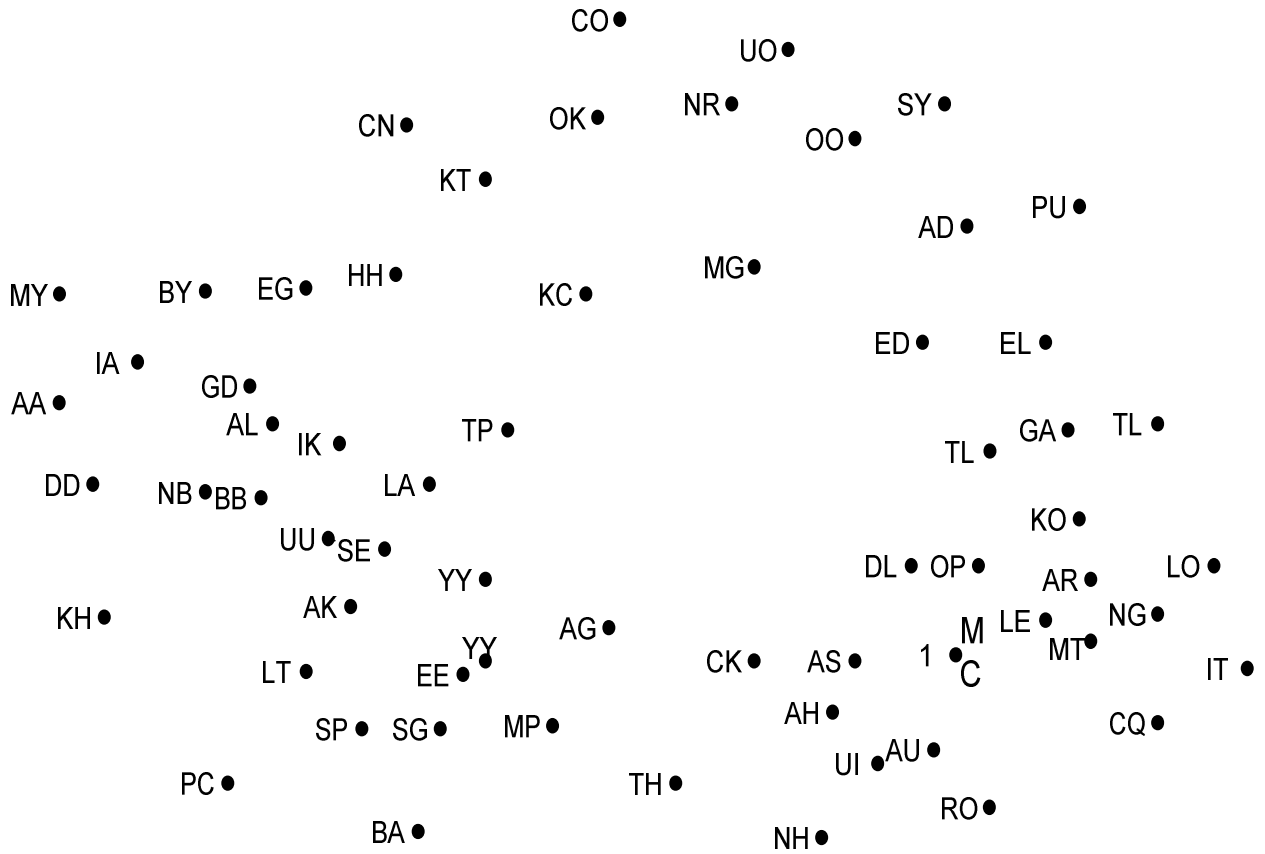 CO
UO
NR
SY
OK
CN
OO
KT
PU
AD
MG
HH
EG
BY
MY
KC
ED
EL
IA
GD
AA
AL
TL
IK
TP
GA
TL
DD
NB
BB
LA
KO
UU
SE
DL
OP
LO
YY
AR
KH
AK
NG
LE
AG
M
YY
MT
1
CK
AS
IT
LT
EE
C
AH
CQ
SP
SG
MP
AU
UI
PC
TH
RO
BA
NH